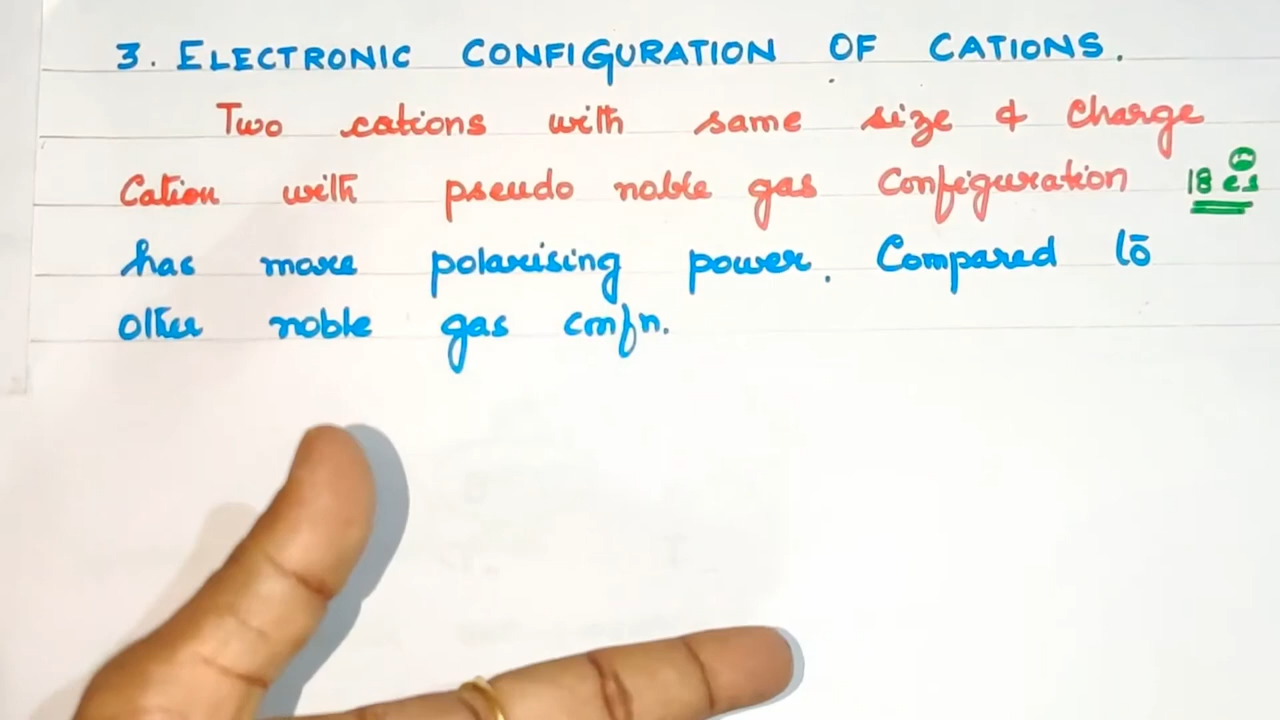 3. ELECTRONIC CONFIGURATION OF CATIONS.
Two cations with same size & charge
Cation with pseudo noble gas configuration 18 es
has more polarising power. Compared to
other noble gas cnfn.